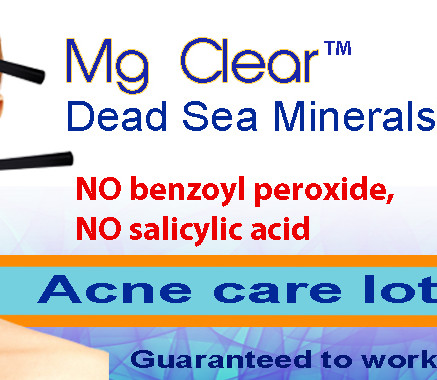 Mg Clear™
Dead Sea Minerals
NO benzoyl peroxide,
NO salicylic acid
Acne care lot
Guaranteed to work